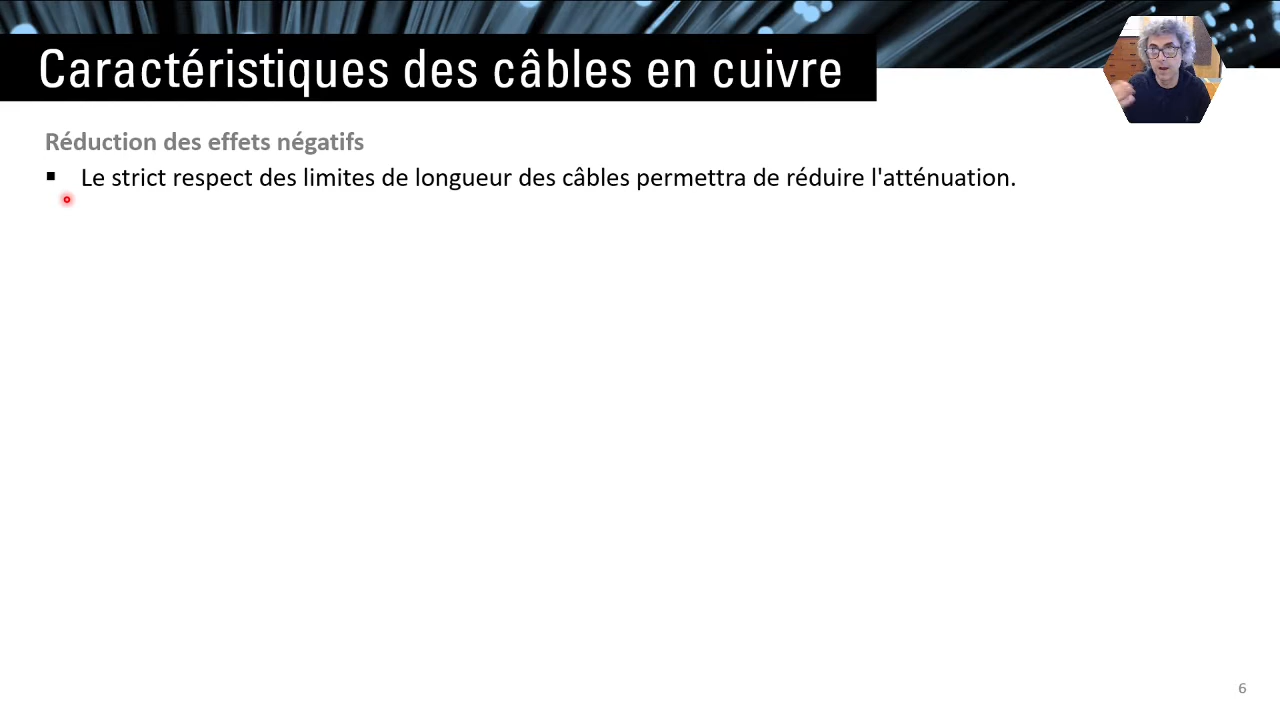 Caractéristiques des câbles en cuivre
Réduction des effets négatifs
▪ Le strict respect des limites de longueur des câbles permettra de réduire l'atténuation.
6